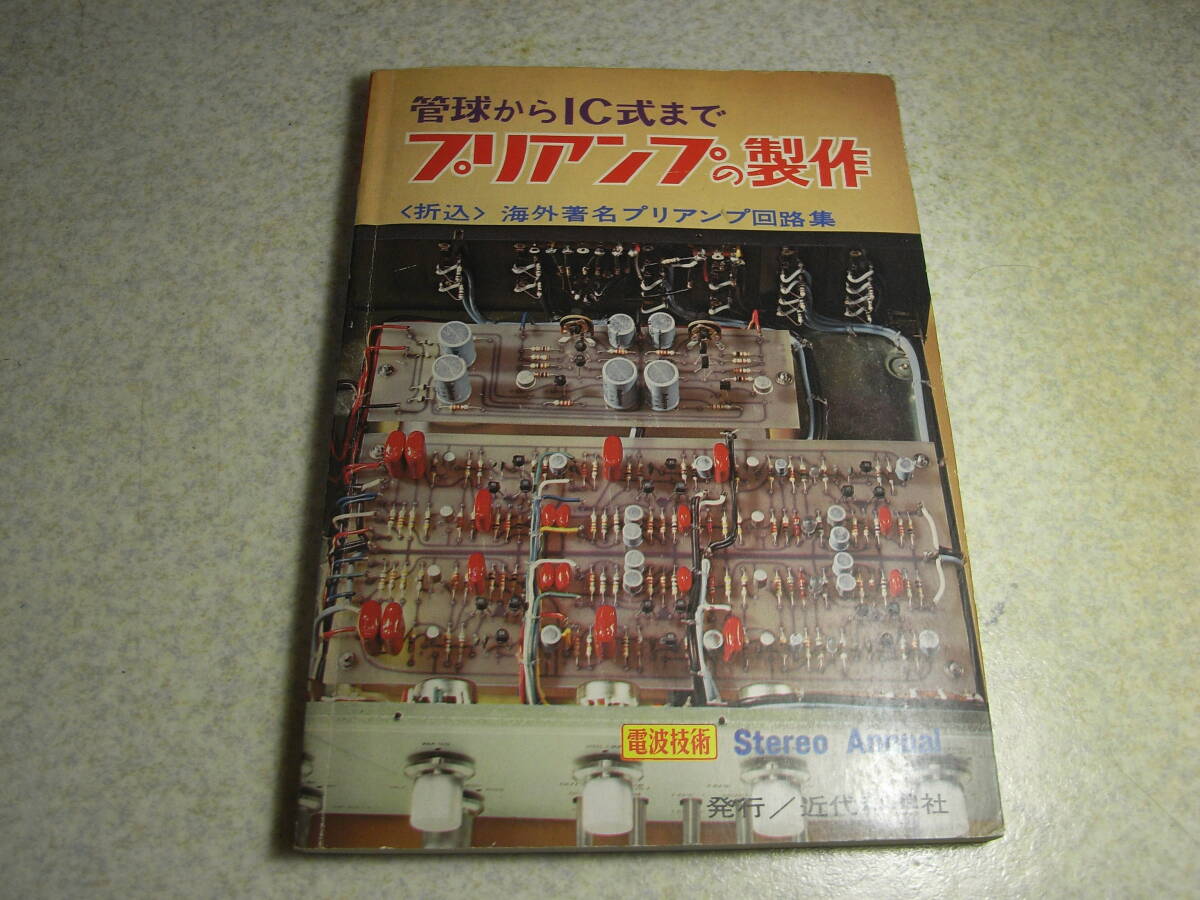 管球からIC式まで
プリアンプの製作
〈折込〉海外著名プリアンプ回路集
電波技術 Stereo Annual
発行/近代科学社